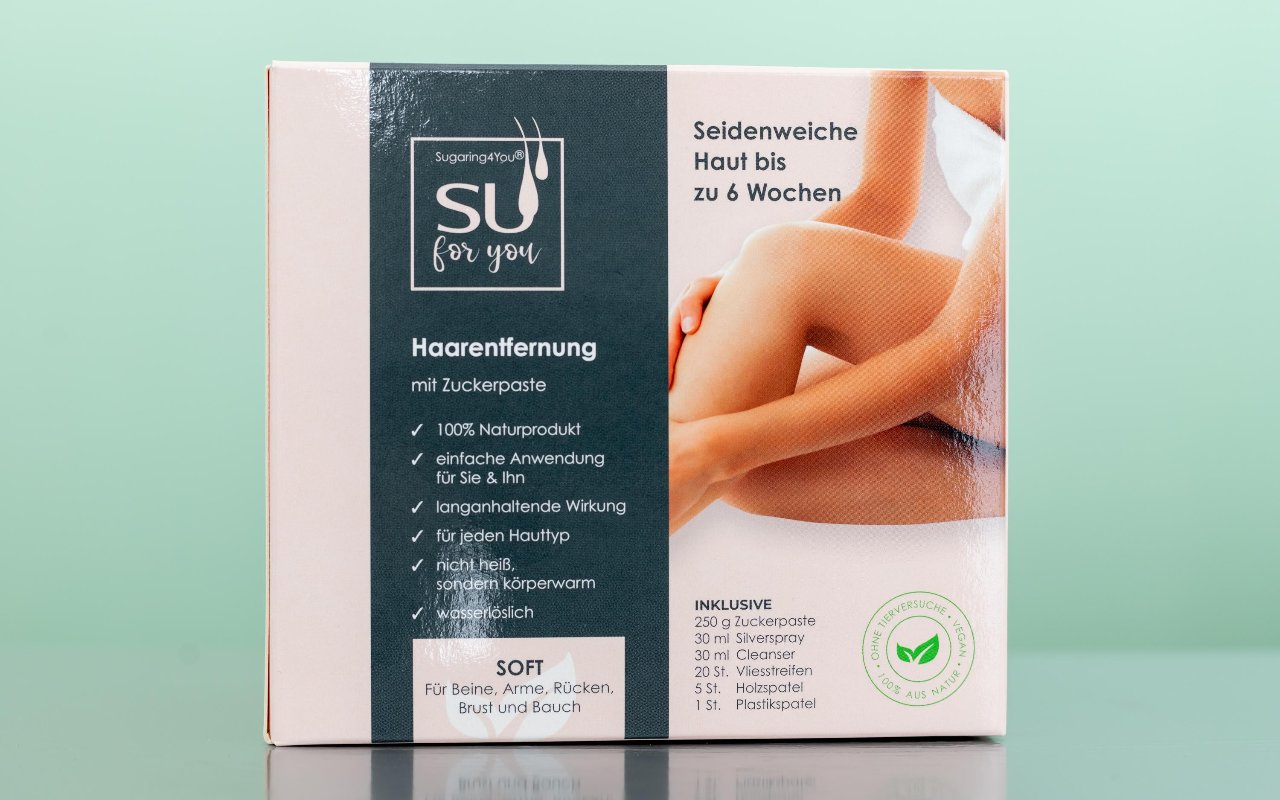 Sugaring4You®
SU
for you
Haarentfernung
mit Zuckerpaste
✓ 100% Naturprodukt
✓ einfache Anwendung
für Sie & Ihn
✓ langanhaltende Wirkung
✓ für jeden Hauttyp
✓ nicht heiß,
sondern körperwarm
✓ wasserlöslich
SOFT
Für Beine, Arme, Rücken,
Brust und Bauch
Seidenweiche
Haut bis
zu 6 Wochen
INKLUSIVE
250 g Zuckerpaste
30 ml Silverspray
30 ml Cleanser
20 St. Vliesstreifen
5 St. Holzspatel
1 St. Plastikspatel
OHNE TIERVERSUCHE • VEGAN • 100% AUS NATUR •